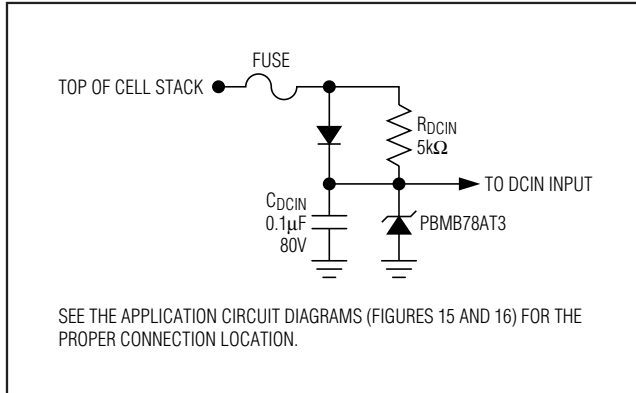 FUSE
TOP OF CELL STACK
RDCIN
5kΩ
TO DCIN INPUT
CDCIN
0.1µF
80V
PBMB78AT3
SEE THE APPLICATION CIRCUIT DIAGRAMS (FIGURES 15 AND 16) FOR THE
PROPER CONNECTION LOCATION.